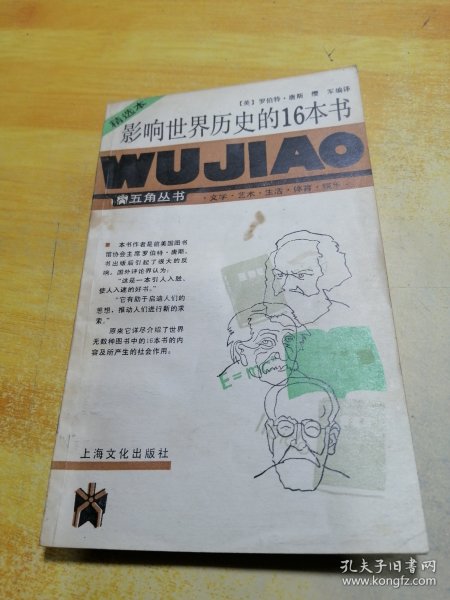 精选本
〔美〕罗伯特·唐斯 缨军编译
影响世界历史的16本书
WUJIAO
五角丛书
·文学·艺术·生活·体育·娱乐·
本书作者是前美国图书
馆协会主席罗伯特·唐斯，
书出版后引起了很大的反
响，国外评论界认为：
“这是一本引人入胜、
使人入迷的好书。”
“它有助于启迪人们的
思想，推动人们进行新的求
索。”
原来它详尽介绍了世界
无数种图书中的16本书的内
容及所产生的社会作用。
E=MC
上海文化出版社
孔夫子旧书网
www.kongfz.com